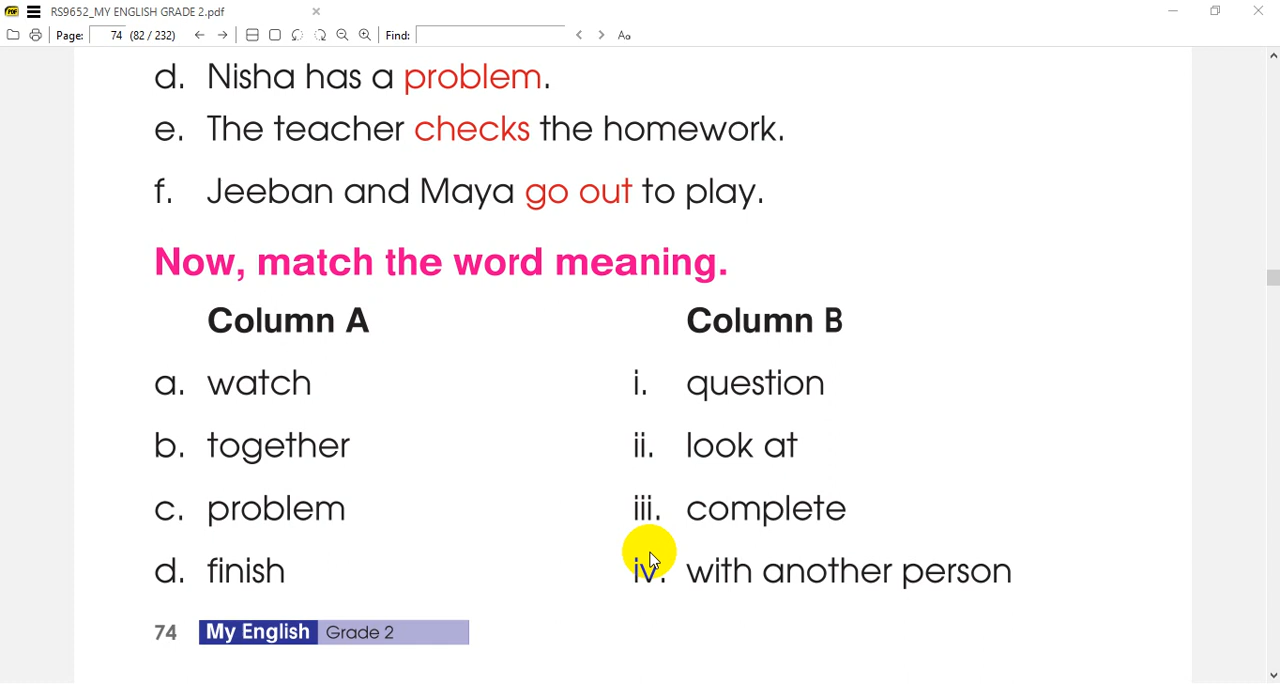 RS9652_MY ENGLISH GRADE 2.pdf
Page: 74 (82 / 232) Find:
d. Nisha has a problem.
e. The teacher checks the homework.
f. Jeeban and Maya go out to play.
Now, match the word meaning.
Column A Column B
a. watch i. question
b. together ii. look at
c. problem iii. complete
d. finish iv. with another person
74 My English Grade 2